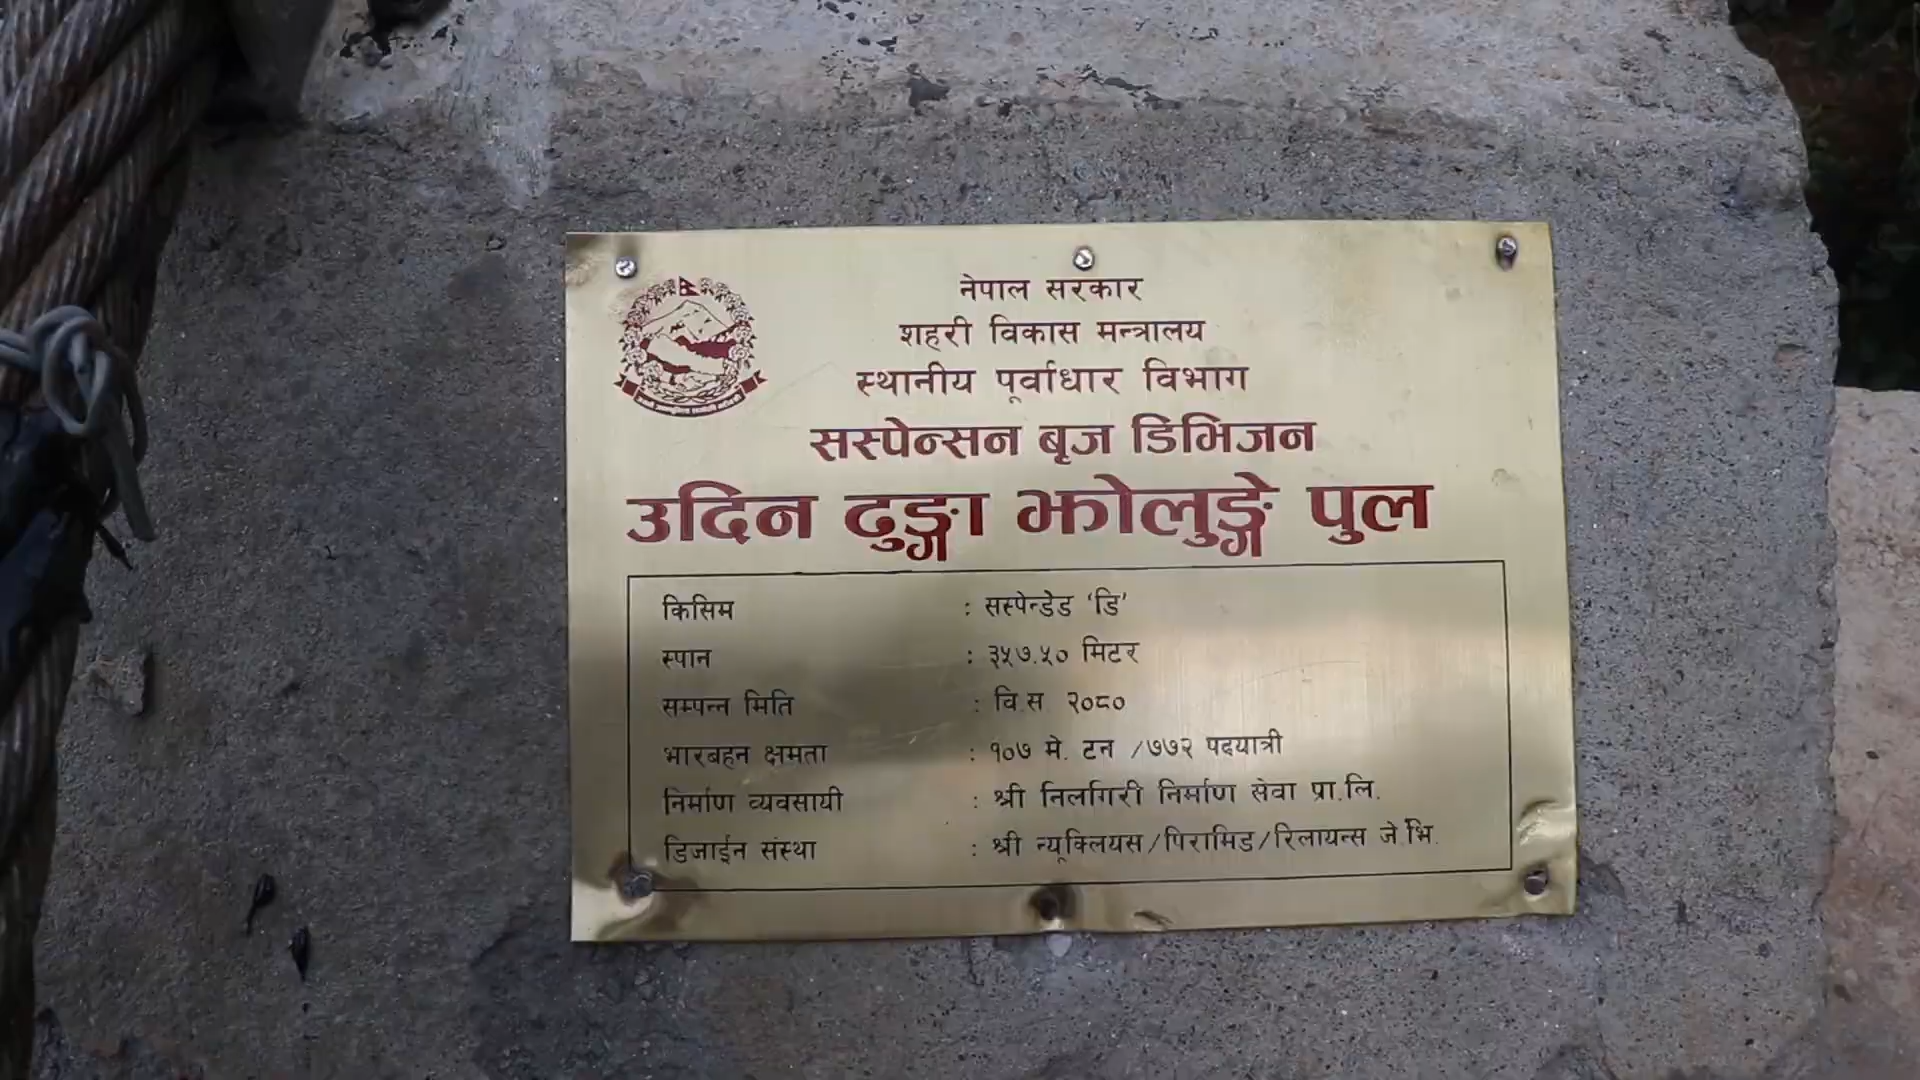 नेपाल सरकार
शहरी विकास मन्त्रालय
स्थानीय पूर्वाधार विभाग
सस्पेन्सन बृज डिभिजन
उदिन ढुङ्गा झोलुङ्गे पुल
किसिम : सस्पेन्डेड ‘डि’
स्पान : ३५७.५० मिटर
सम्पन्न मिति : वि.स २०८०
भारबहन क्षमता : १०७ मे. टन /७७२ पदयात्री
निर्माण व्यवसायी : श्री निलगिरी निर्माण सेवा प्रा.लि.
डिजाईन संस्था : श्री न्यूक्लियस/पिरामिड/रिलायन्स जे.भि.